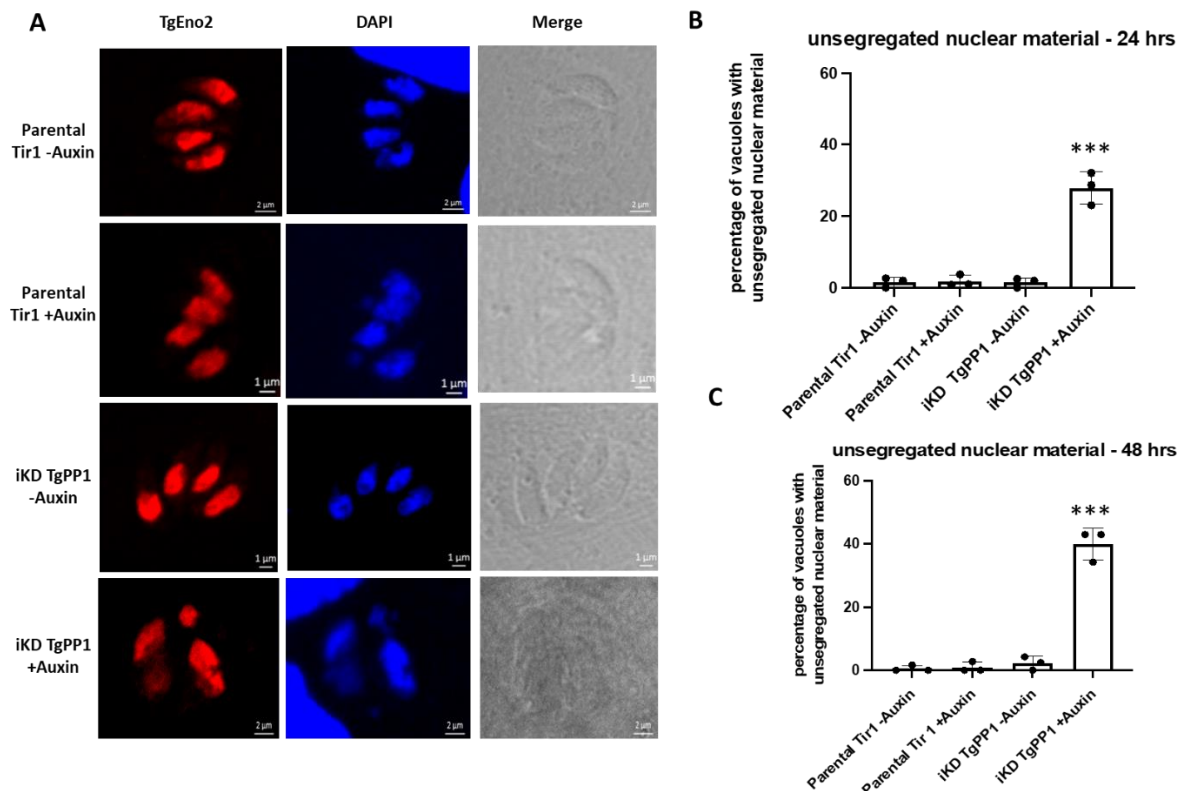 A
TgEno2 DAPI Merge
Parental
Tir1 -Auxin
2 µm 2 µm 2 µm
Parental
Tir1 +Auxin
1 µm 1 µm 1 µm
iKD TgPP1
-Auxin
1 µm 1 µm 1 µm
iKD TgPP1
+Auxin
2 µm 2 µm 2 µm
B
unsegregated nuclear material - 24 hrs
percentage of vacuoles with
unsegregated nuclear material
60
40
20
0
***
Parental Tir1 -Auxin
Parental Tir1 +Auxin
iKD TgPP1 -Auxin
iKD TgPP1 +Auxin
C
unsegregated nuclear material - 48 hrs
percentage of vacuoles with
unsegregated nuclear material
60
40
20
0
***
Parental Tir1 -Auxin
Parental Tir 1 +Auxin
iKD TgPP1 -Auxin
iKD TgPP1 +Auxin